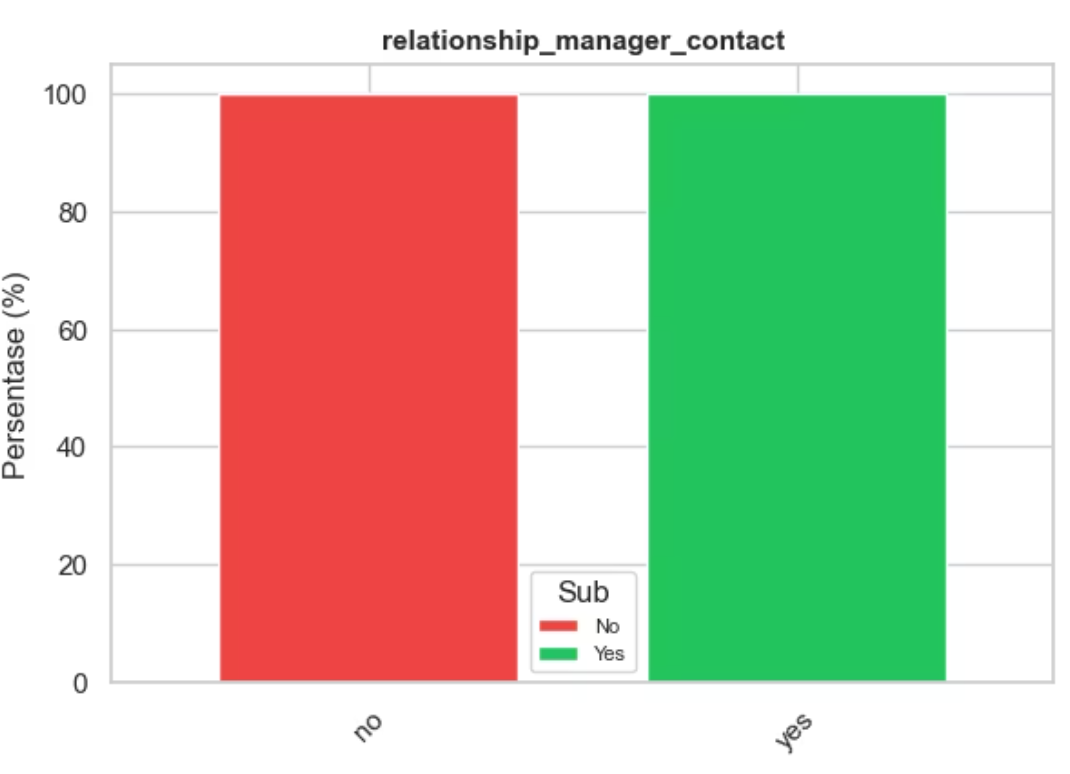 relationship_manager_contact
Persentase (%)
100
80
60
40
20
0
Sub
No
Yes
no
yes